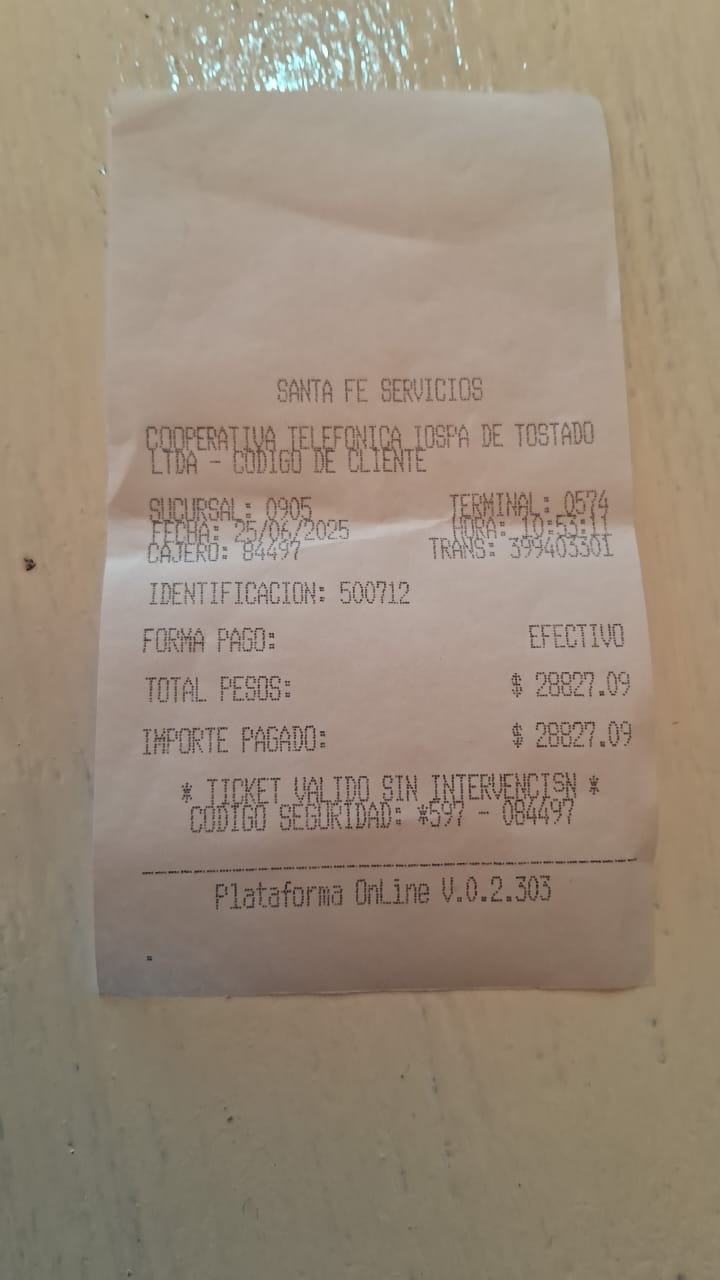 SANTA FE SERVICIOS
COOPERATIVA TELEFONICA IOSPA DE TOSTADO
LTDA - CODIGO DE CLIENTE
SUCURSAL: 0905 TERMINAL: 0574
FECHA: 25/06/2025 HORA: 10:53:11
CAJERO: 84497 TRANS: 399403301
IDENTIFICACION: 500712
FORMA PAGO: EFECTIVO
TOTAL PESOS: $ 28827.09
IMPORTE PAGADO: $ 28827.09
* TICKET VALIDO SIN INTERVENCISN *
CODIGO SEGURIDAD: *597 - 084497
Plataforma OnLine V.0.2.303